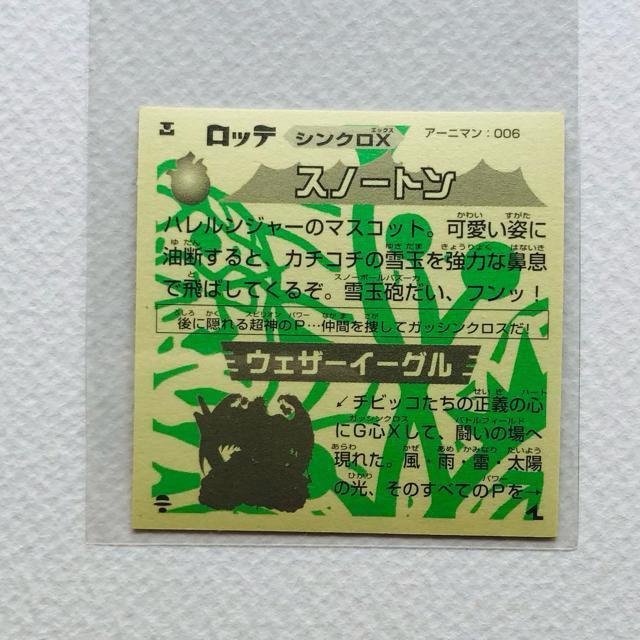 ロッテ シンクロX アーニマン:006
スノートン
ハレルンジャーのマスコット。可愛い姿に
油断すると、カチコチの雪玉を強力な鼻息
で飛ばしてくるぞ。雪玉砲だい、フンッ!
後に隠れる超神のP…仲間を捜してガッシンクロスだ!
ウェザーイーグル
↙チビッコたちの正義の心
にG心Xして、闘いの場へ
現れた。風・雨・雷・太陽
の光、そのすべてのPを→